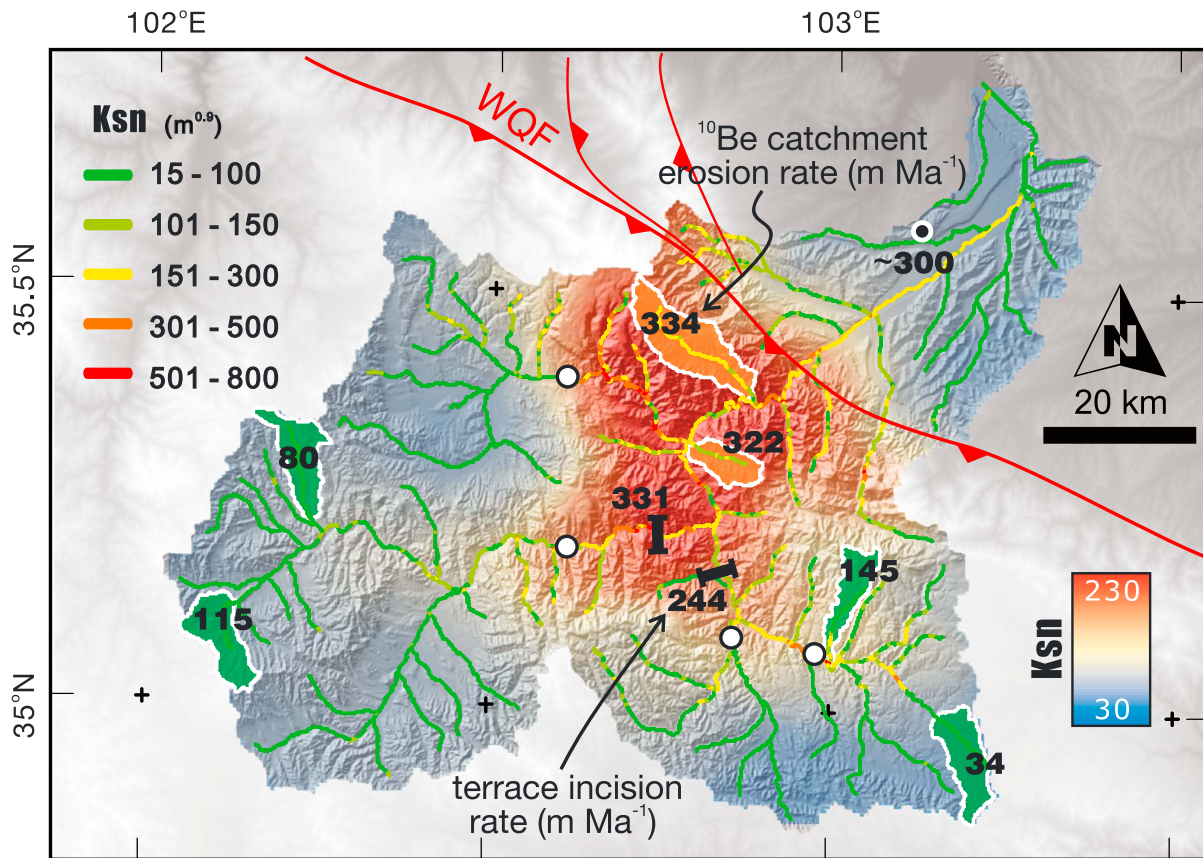 102°E
103°E
Ksn (m⁰·⁹)
15 - 100
101 - 150
151 - 300
301 - 500
501 - 800
WQF
¹⁰Be catchment
erosion rate (m Ma⁻¹)
~300
35.5°N
334
N
20 km
322
80
331
145
244
115
230
Ksn
30
35°N
34
terrace incision
rate (m Ma⁻¹)